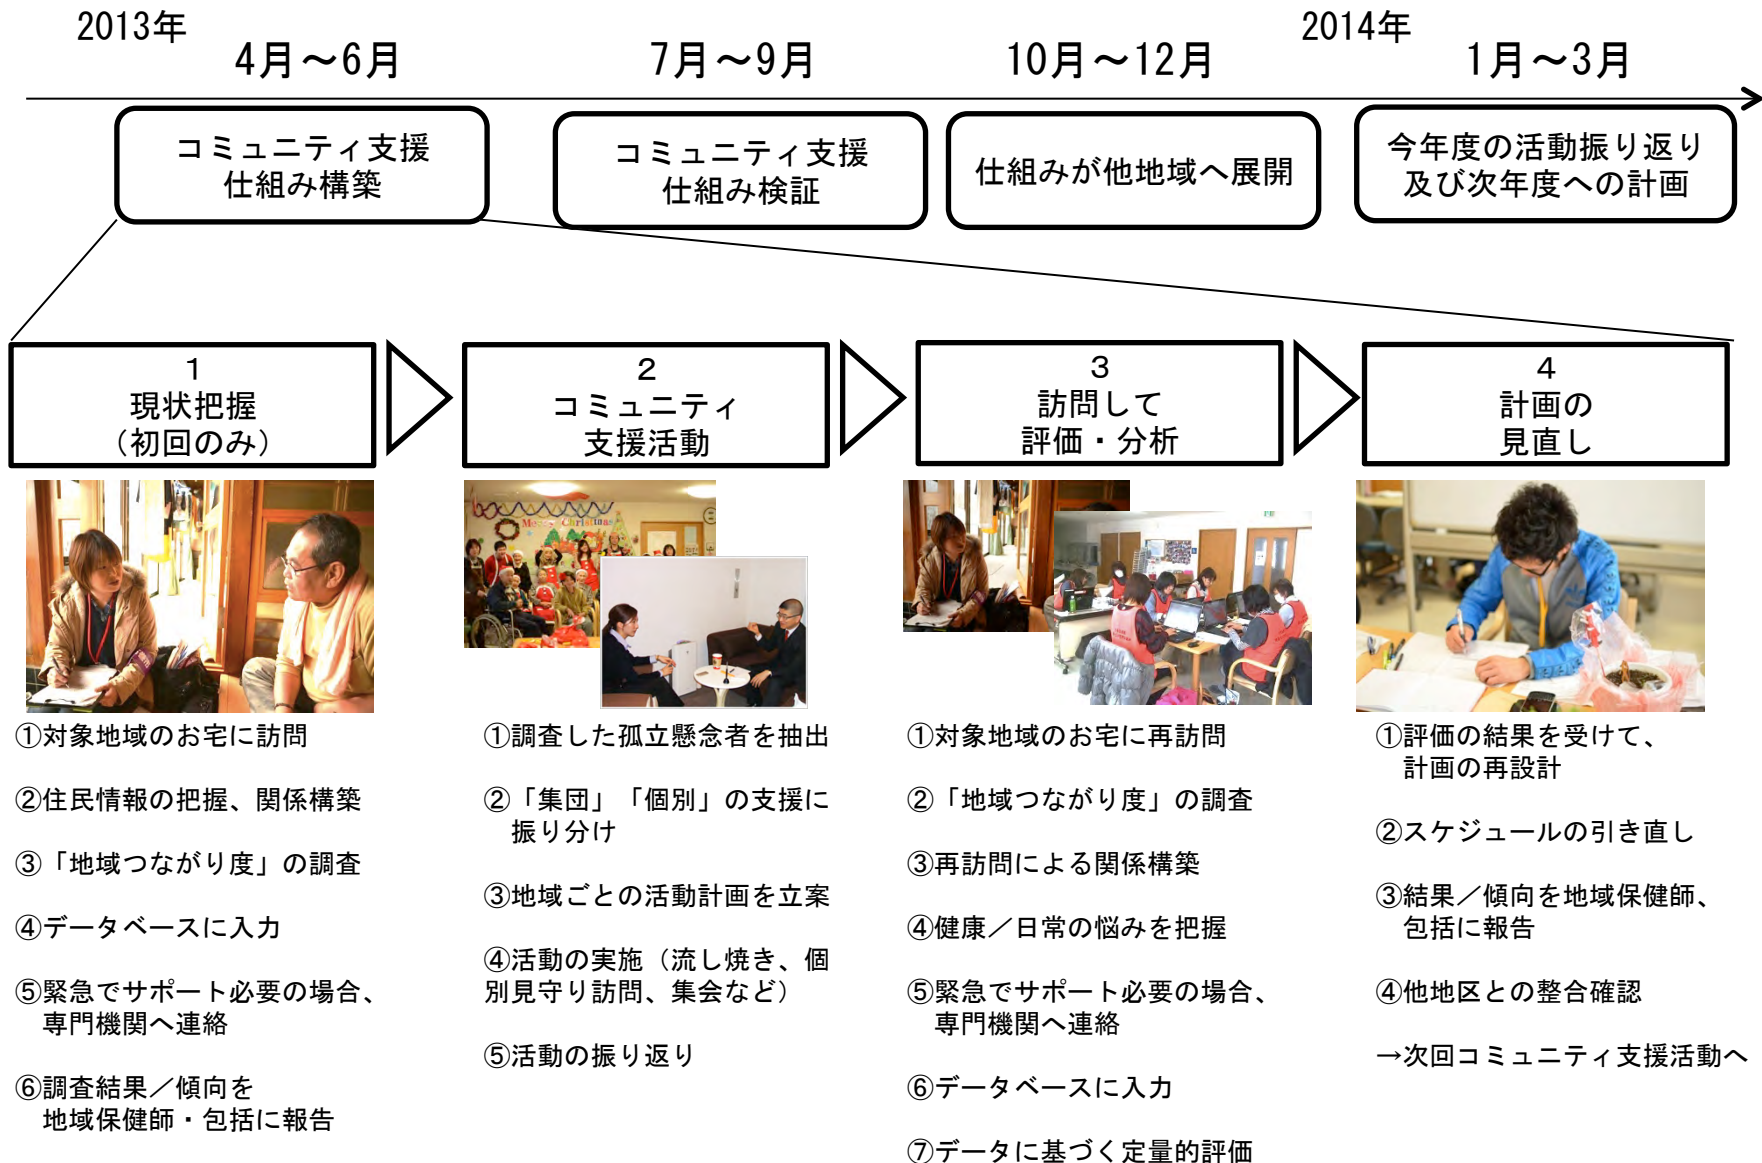 2013年
4月～6月
7月～9月
10月～12月
2014年
1月～3月
コミュニティ支援
仕組み構築
コミュニティ支援
仕組み検証
仕組みが他地域へ展開
今年度の活動振り返り
及び次年度への計画
1
現状把握
（初回のみ）
2
コミュニティ
支援活動
3
訪問して
評価・分析
4
計画の
見直し
Merry Christmas
①対象地域のお宅に訪問
②住民情報の把握、関係構築
③「地域つながり度」の調査
④データベースに入力
⑤緊急でサポート必要の場合、
専門機関へ連絡
⑥調査結果／傾向を
地域保健師・包括に報告
①調査した孤立懸念者を抽出
②「集団」「個別」の支援に
振り分け
③地域ごとの活動計画を立案
④活動の実施（流し焼き、個
別見守り訪問、集会など）
⑤活動の振り返り
①対象地域のお宅に再訪問
②「地域つながり度」の調査
③再訪問による関係構築
④健康／日常の悩みを把握
⑤緊急でサポート必要の場合、
専門機関へ連絡
⑥データベースに入力
⑦データに基づく定量的評価
①評価の結果を受けて、
計画の再設計
②スケジュールの引き直し
③結果／傾向を地域保健師、
包括に報告
④他地区との整合確認
→次回コミュニティ支援活動へ